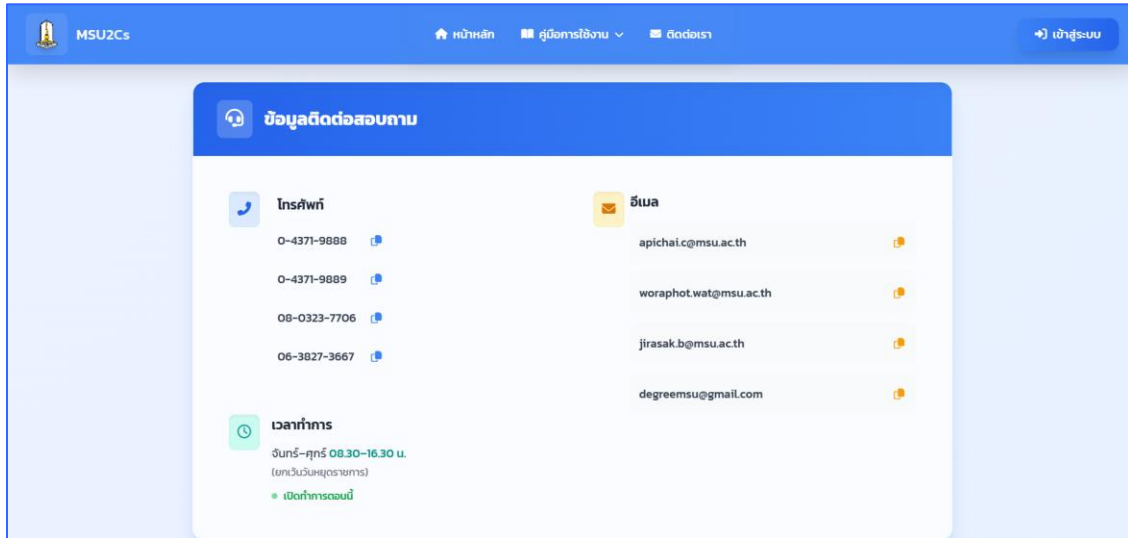 MSU2Cs
หน้าหลัก
คู่มือการใช้งาน
ติดต่อเรา
เข้าสู่ระบบ
ข้อมูลติดต่อสอบถาม
โทรศัพท์
0-4371-9888
0-4371-9889
08-0323-7706
06-3827-3667
อีเมล
apichai.c@msu.ac.th
woraphot.wat@msu.ac.th
jirasak.b@msu.ac.th
degreemsu@gmail.com
เวลาทำการ
จันทร์–ศุกร์ 08.30–16.30 น.
(ยกเว้นวันหยุดราชการ)
เปิดทำการตอนนี้